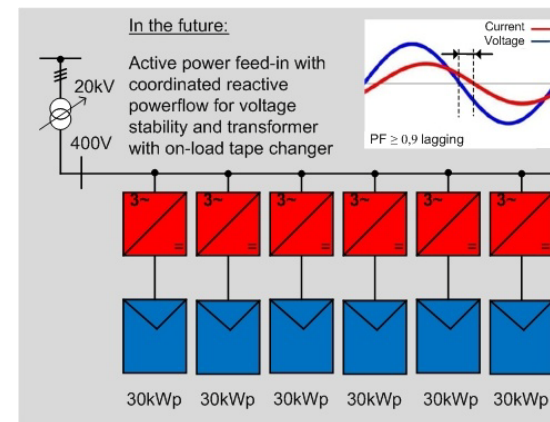 In the future:
Active power feed-in with
coordinated reactive
powerflow for voltage
stability and transformer
with on-load tape changer
Current
Voltage
PF ≥ 0,9 lagging
20kV
400V
3~ 3~ 3~ 3~ 3~ 3~
= = = = = =
30kWp 30kWp 30kWp 30kWp 30kWp 30kWp